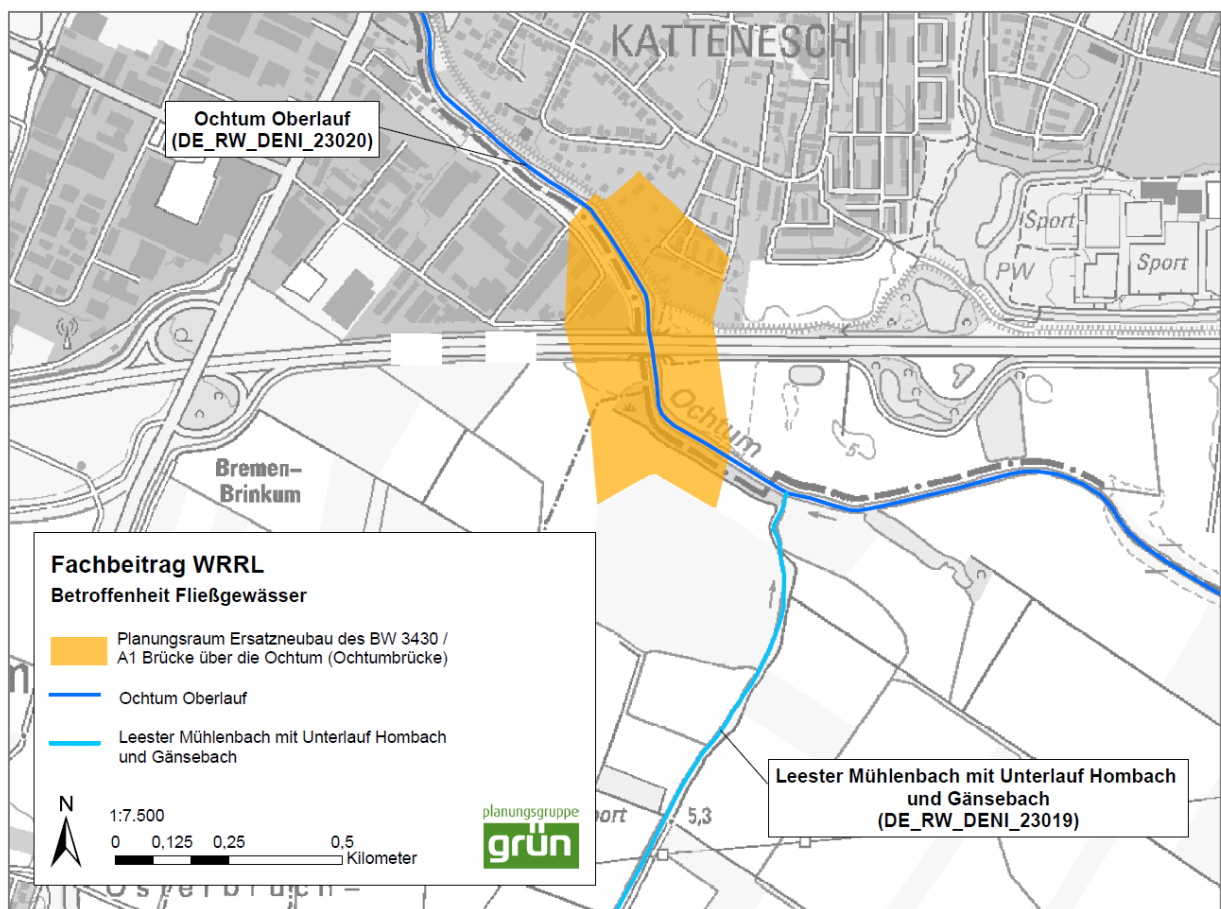 KATTENESCH
Ochtum Oberlauf
(DE_RW_DENI_23020)
Sport
PW
Sport
Ochtum
Bremen-
Brinkum
Fachbeitrag WRRL
Betroffenheit Fließgewässer
Planungsraum Ersatzneubau des BW 3430 /
A1 Brücke über die Ochtum (Ochtumbrücke)
Ochtum Oberlauf
Leester Mühlenbach mit Unterlauf Hombach
und Gänsebach
N
1:7.500
0 0,125 0,25 0,5
Kilometer
planungsgruppe
grün
port
5,3
Leester Mühlenbach mit Unterlauf Hombach
und Gänsebach
(DE_RW_DENI_23019)